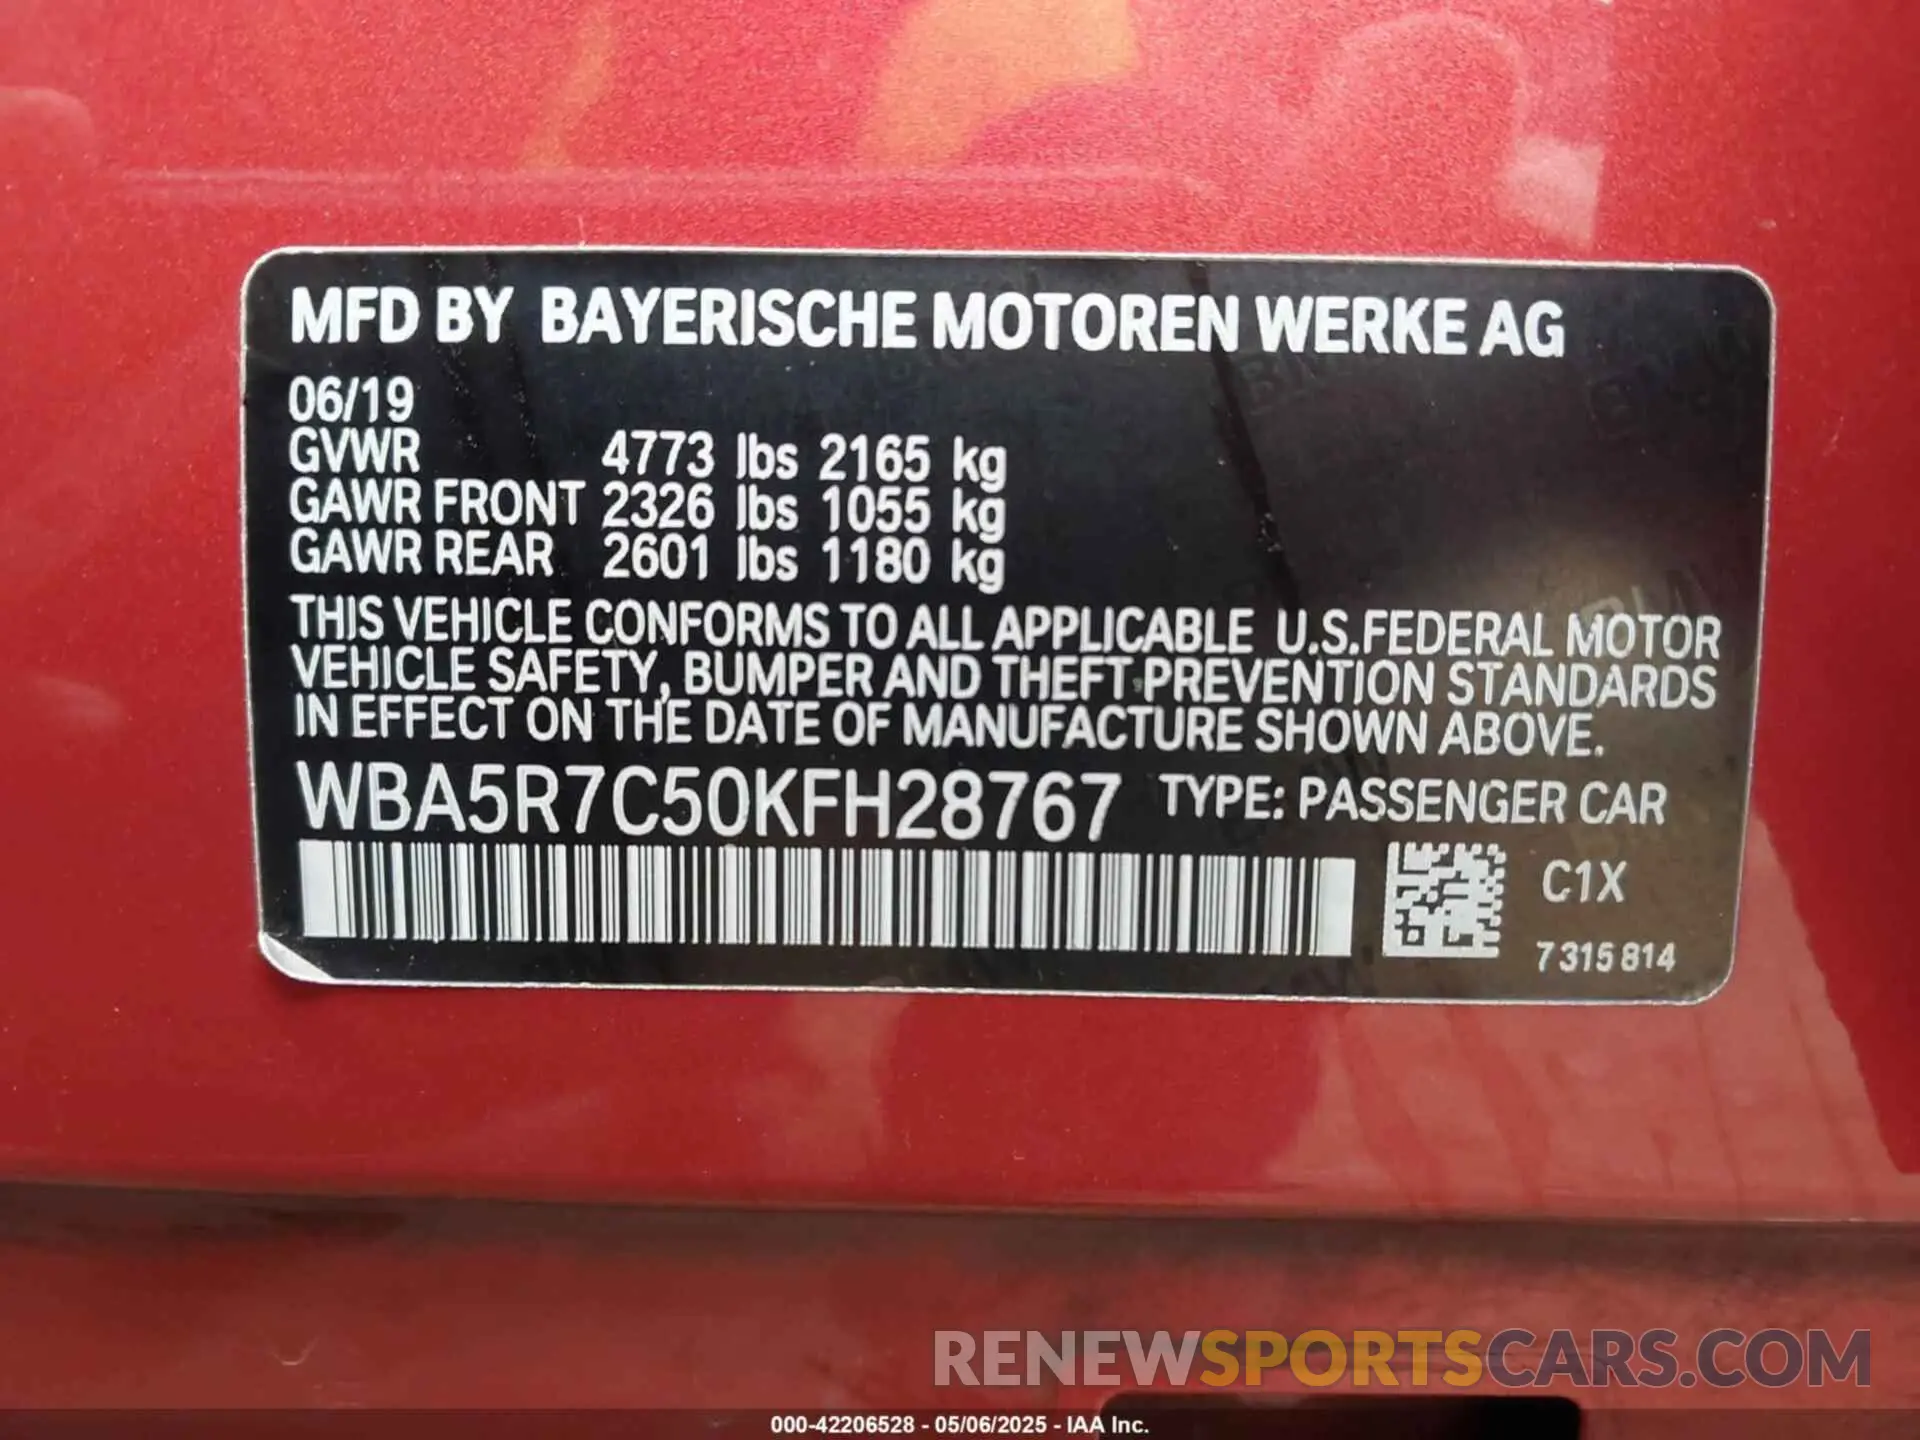 MFD BY BAYERISCHE MOTOREN WERKE AG
06/19
GVWR 4773 lbs 2165 kg
GAWR FRONT 2326 lbs 1055 kg
GAWR REAR 2601 lbs 1180 kg
THIS VEHICLE CONFORMS TO ALL APPLICABLE U.S.FEDERAL MOTOR
VEHICLE SAFETY, BUMPER AND THEFT PREVENTION STANDARDS
IN EFFECT ON THE DATE OF MANUFACTURE SHOWN ABOVE.
WBA5R7C50KFH28767 TYPE: PASSENGER CAR
C1X
7 315 814
RENEWSPORTSCARS.COM
000-42206528 - 05/06/2025 - IAA Inc.